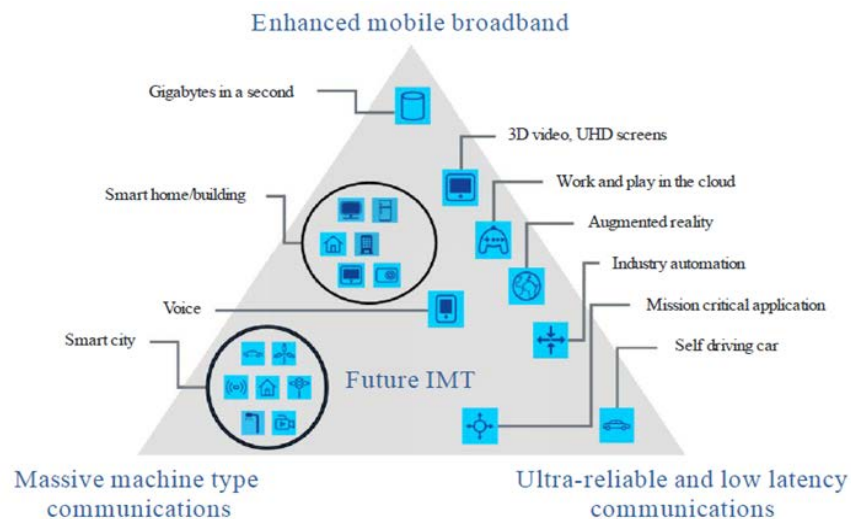 Enhanced mobile broadband
Gigabytes in a second
3D video, UHD screens
Work and play in the cloud
Smart home/building
Augmented reality
Industry automation
Mission critical application
Voice
Smart city
Self driving car
Future IMT
Massive machine type
communications
Ultra-reliable and low latency
communications